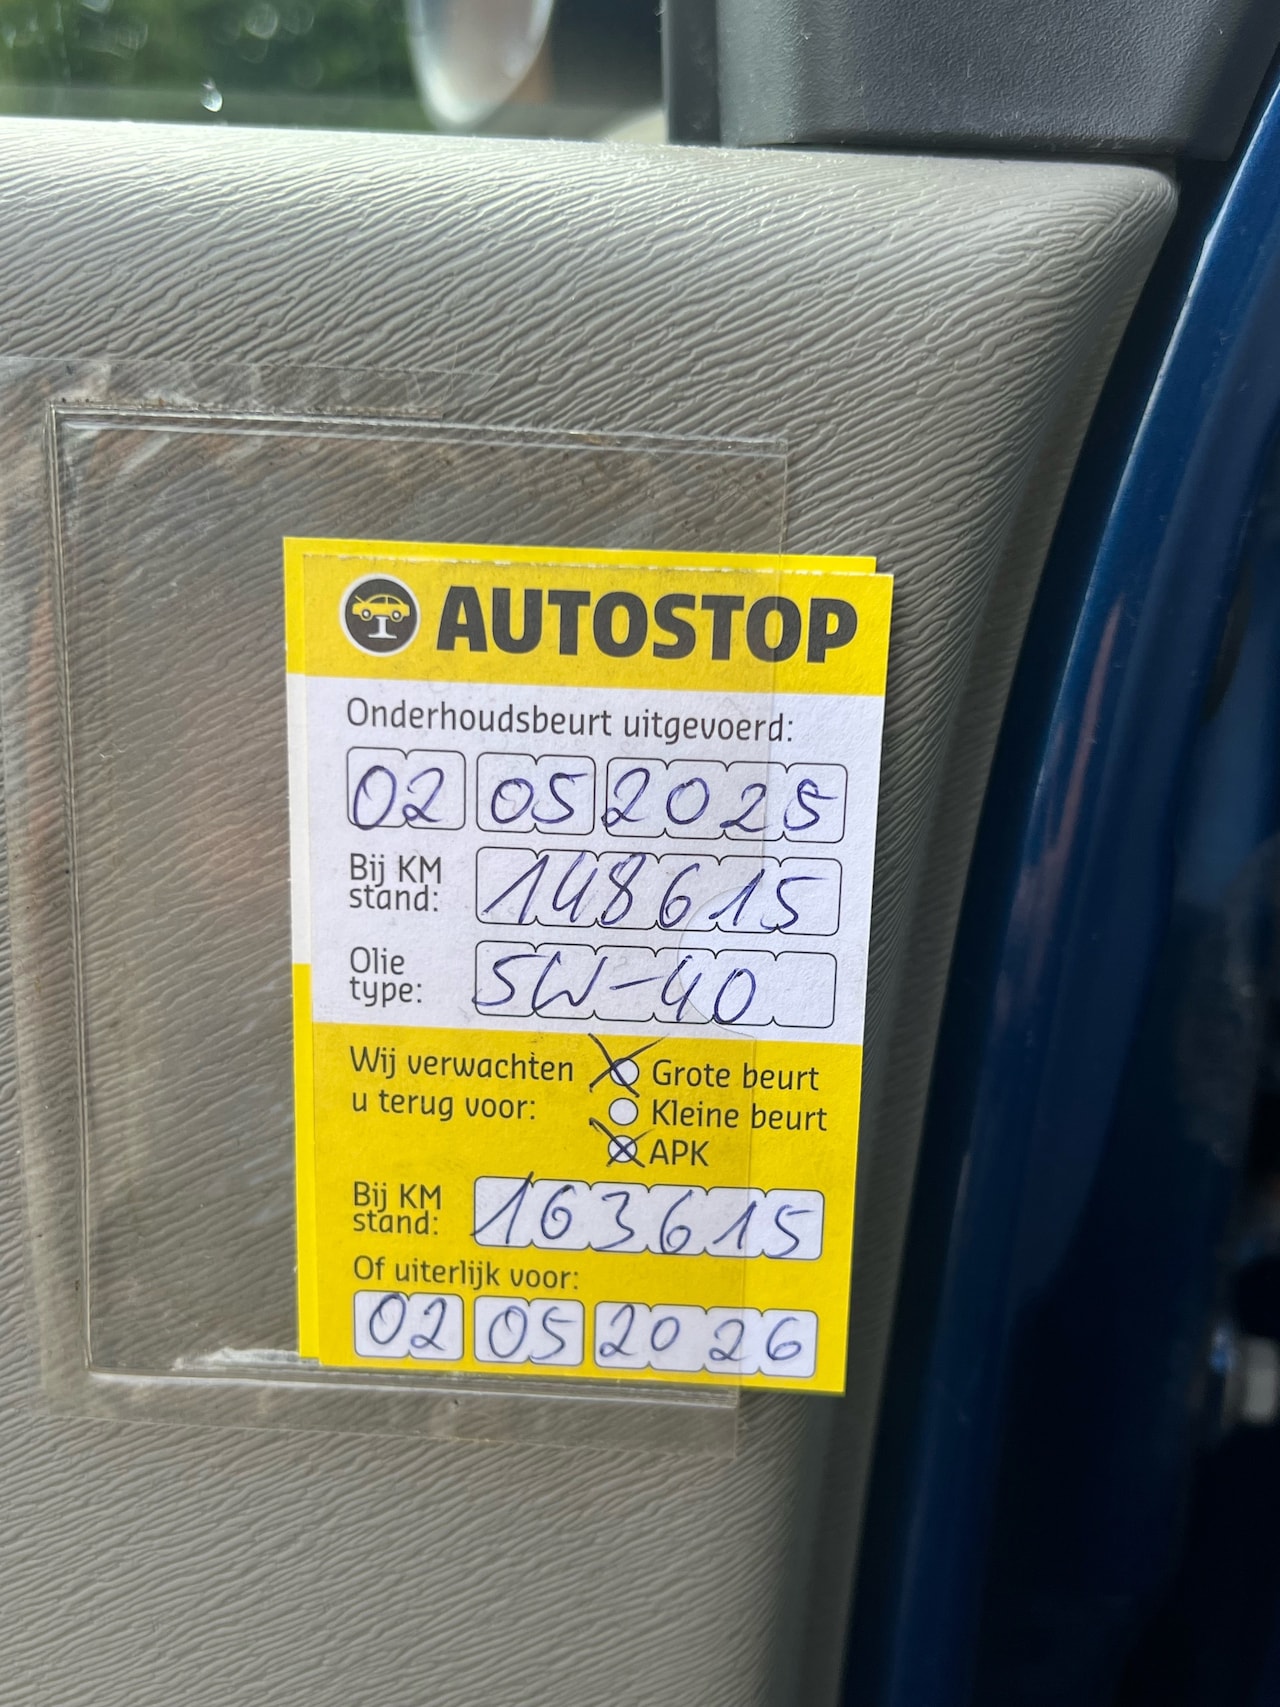 AUTOSTOP
Onderhoudsbeurt uitgevoerd:
02 05 2025
Bij KM stand: 148615
Olie type: 5W-40
Wij verwachten u terug voor:
Grote beurt
Kleine beurt
APK
Bij KM stand: 163615
Of uiterlijk voor:
02 05 2026